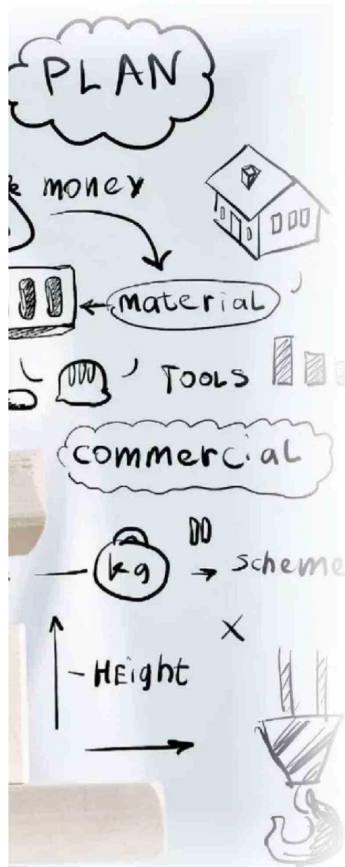 PLAN
money
material
TOOLS
commercial
kg
scheme
X
- HEight